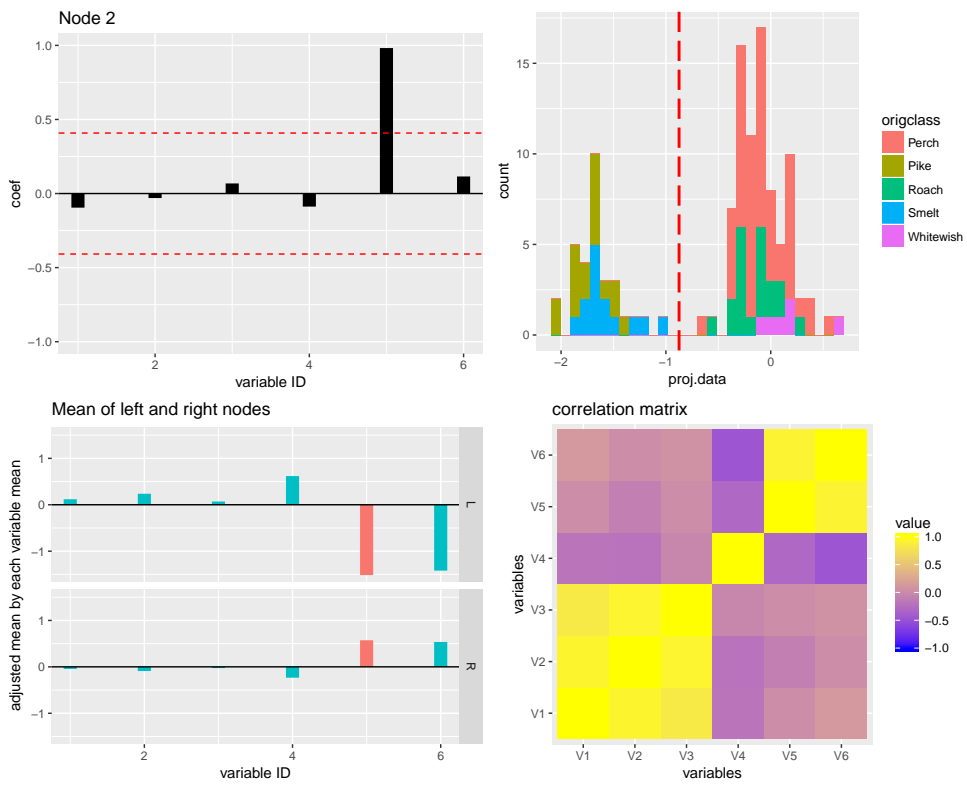 Node 2
coef
1.0
0.5
0.0
−0.5
−1.0
2 4 6
variable ID
count
15
10
5
0
−2 −1 0
proj.data
origclass
Perch
Pike
Roach
Smelt
Whitewish
Mean of left and right nodes
adjusted mean by each variable mean
1
0
−1
L
1
0
−1
R
2 4 6
variable ID
correlation matrix
variables
V6
V5
V4
V3
V2
V1
V1 V2 V3 V4 V5 V6
variables
value
1.0
0.5
0.0
−0.5
−1.0